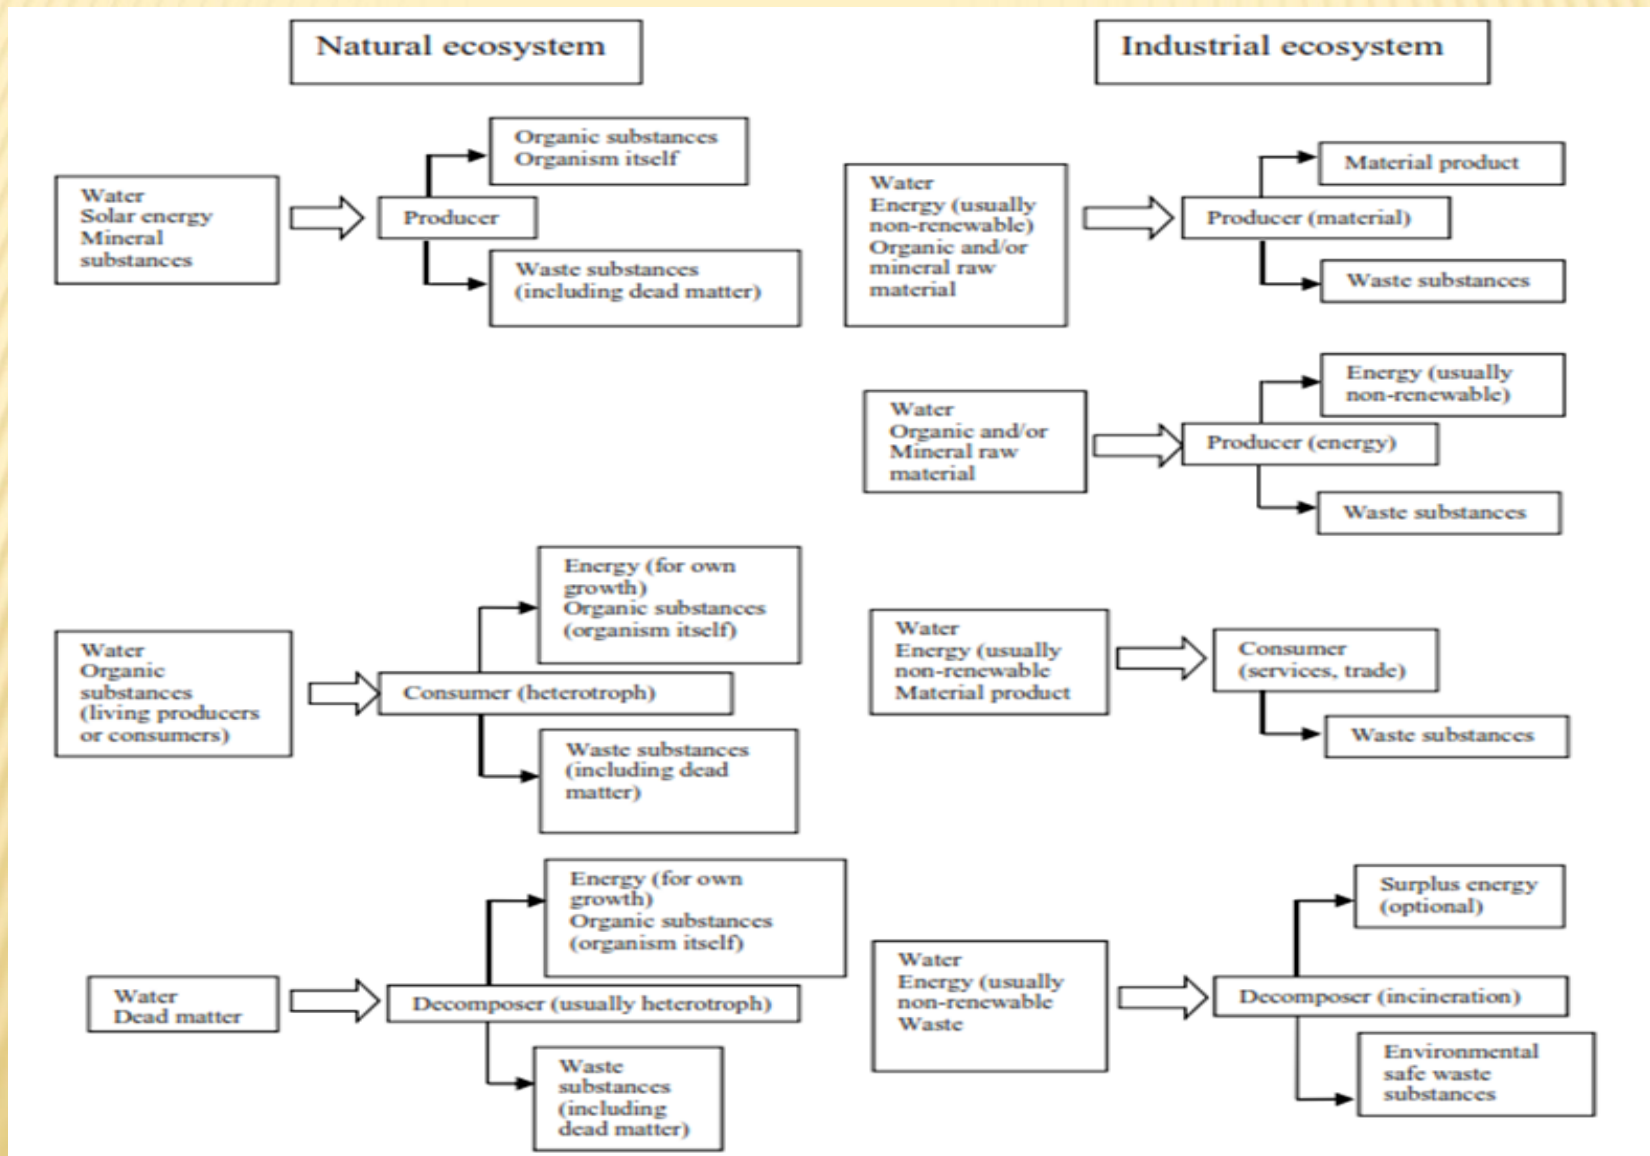 Natural ecosystem
Industrial ecosystem
Organic substances
Organism itself
Water
Solar energy
Mineral
substances
Producer
Waste substances
(including dead matter)
Water
Energy (usually
non-renewable)
Organic and/or
mineral raw
material
Material product
Producer (material)
Waste substances
Water
Organic and/or
Mineral raw
material
Energy (usually
non-renewable)
Producer (energy)
Waste substances
Water
Organic
substances
(living producers
or consumers)
Energy (for own
growth)
Organic substances
(organism itself)
Consumer (heterotroph)
Waste substances
(including dead
matter)
Water
Energy (usually
non-renewable
Material product
Consumer
(services, trade)
Waste substances
Water
Dead matter
Energy (for own
growth)
Organic substances
(organism itself)
Decomposer (usually heterotroph)
Waste
substances
(including
dead matter)
Water
Energy (usually
non-renewable
Waste
Surplus energy
(optional)
Decomposer (incineration)
Environmental
safe waste
substances